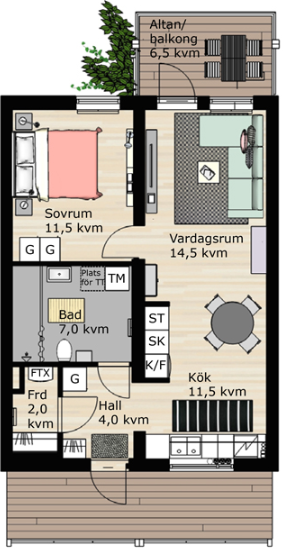 Altan/
balkong
6,5 kvm
Sovrum
11,5 kvm
Vardagsrum
14,5 kvm
G
G
Plats
för TT
TM
Bad
7,0 kvm
ST
SK
K/F
FTX
G
Frd
2,0
kvm
Hall
4,0 kvm
Kök
11,5 kvm